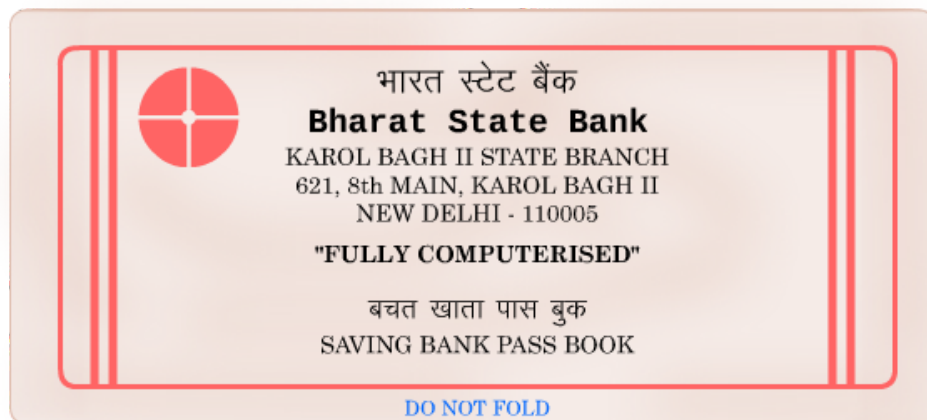 भारत स्टेट बैंक
Bharat State Bank
KAROL BAGH II STATE BRANCH
621, 8th MAIN, KAROL BAGH II
NEW DELHI - 110005
"FULLY COMPUTERISED"
बचत खाता पास बुक
SAVING BANK PASS BOOK
DO NOT FOLD